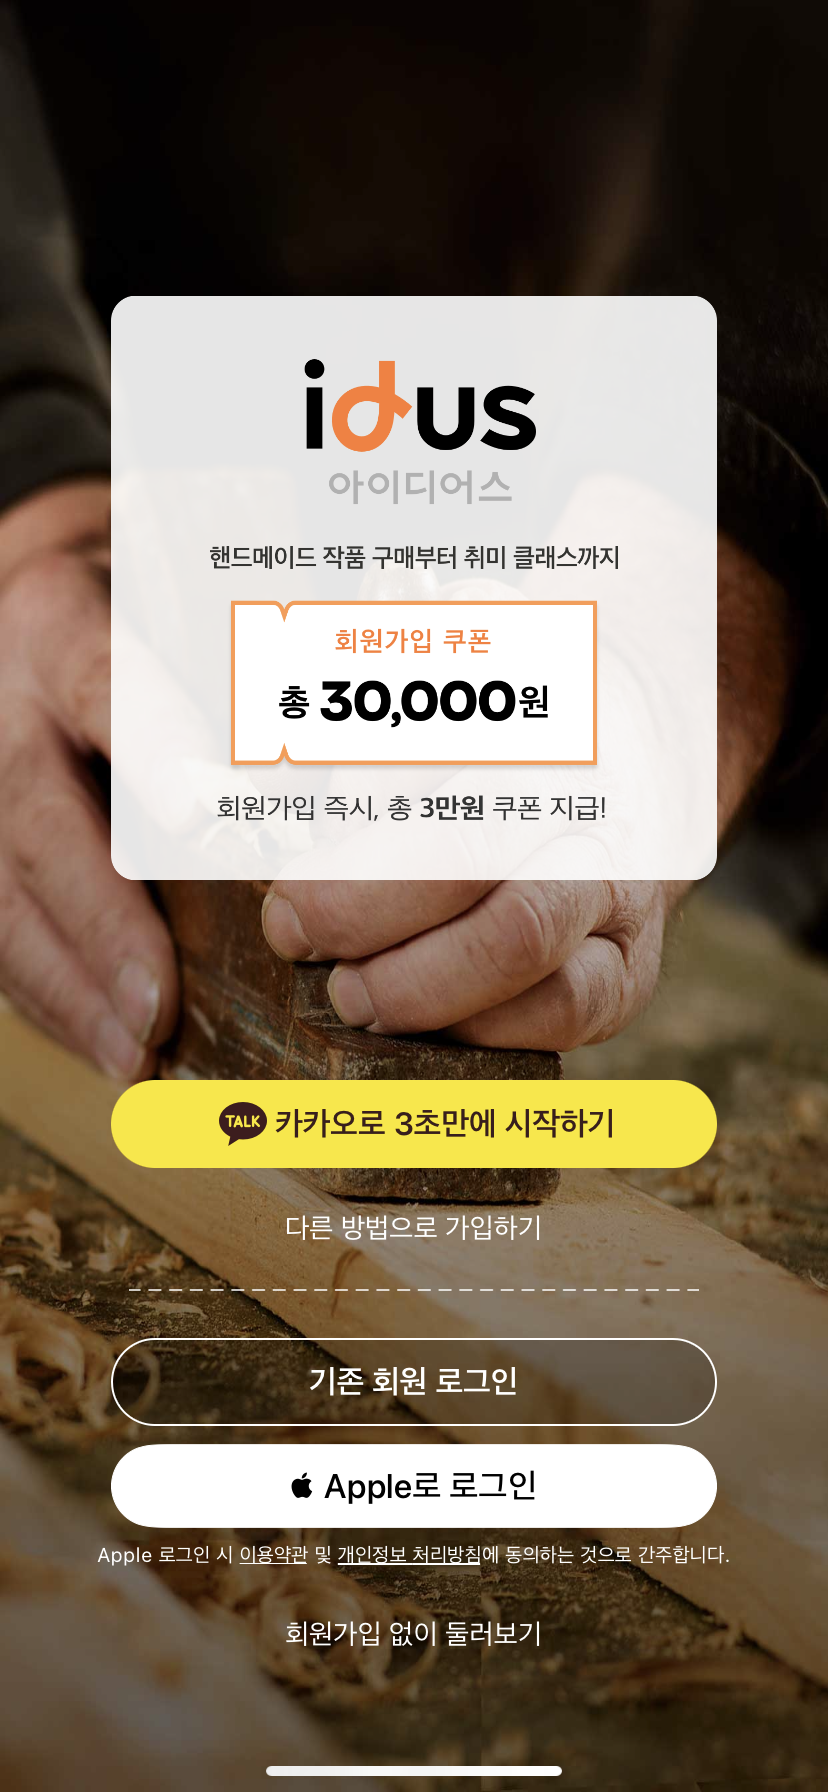 idus
아이디어스
핸드메이드 작품 구매부터 취미 클래스까지
회원가입 쿠폰
총 30,000원
회원가입 즉시, 총 3만원 쿠폰 지급!
TALK 카카오로 3초만에 시작하기
다른 방법으로 가입하기
기존 회원 로그인
Apple로 로그인
Apple 로그인 시 이용약관 및 개인정보 처리방침에 동의하는 것으로 간주합니다.
회원가입 없이 둘러보기